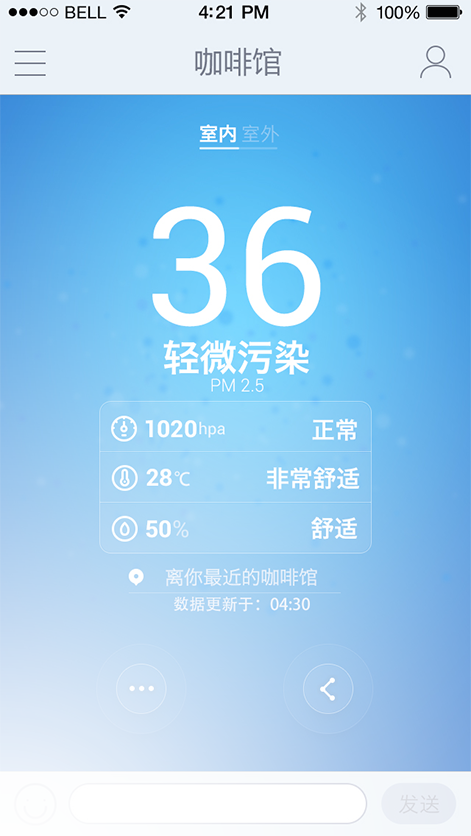 BELL 4:21 PM 100%
咖啡馆
室内 室外
36
轻微污染
PM 2.5
1020hpa 正常
28℃ 非常舒适
50% 舒适
离你最近的咖啡馆
数据更新于：04:30
发送